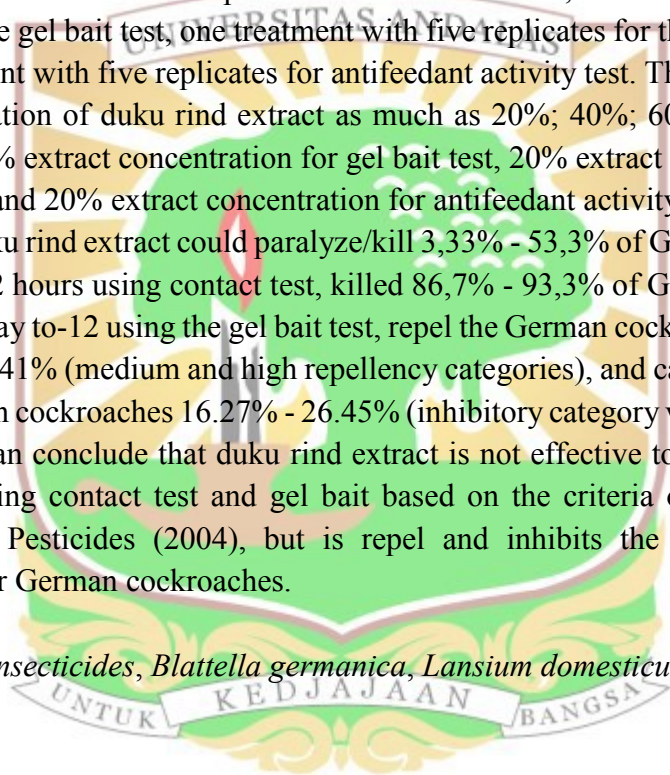 UNIVERSITAS ANDALAS
e gel bait test, one treatment with five replicates for th
nt with five replicates for antifeedant activity test. Th
ation of duku rind extract as much as 20%; 40%; 60
% extract concentration for gel bait test, 20% extract
and 20% extract concentration for antifeedant activity
ku rind extract could paralyze/kill 3,33% - 53,3% of G
2 hours using contact test, killed 86,7% - 93,3% of G
ay to-12 using the gel bait test, repel the German cock
41% (medium and high repellency categories), and ca
n cockroaches 16.27% - 26.45% (inhibitory category w
an conclude that duku rind extract is not effective to
ing contact test and gel bait based on the criteria o
Pesticides (2004), but is repel and inhibits the
r German cockroaches.
nsecticides, Blattella germanica, Lansium domesticu
UNTUK KEDJAJAAN BANGSA